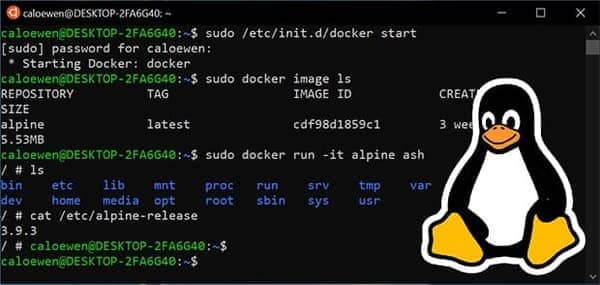 caloewen@DESKTOP-2FA6G40: ~
caloewen@DESKTOP-2FA6G40:~$ sudo /etc/init.d/docker start
[sudo] password for caloewen:
 * Starting Docker: docker
caloewen@DESKTOP-2FA6G40:~$ sudo docker image ls
REPOSITORY TAG IMAGE ID
SIZE
alpine latest cdf98d1859c1 3
5.53MB
caloewen@DESKTOP-2FA6G40:~$ sudo docker run -it alpine ash
/ # ls
bin etc lib mnt proc run srv tmp var
dev home media opt root sbin sys usr
/ # cat /etc/alpine-release
3.9.3
/ # caloewen@DESKTOP-2FA6G40:~$
caloewen@DESKTOP-2FA6G40:~$